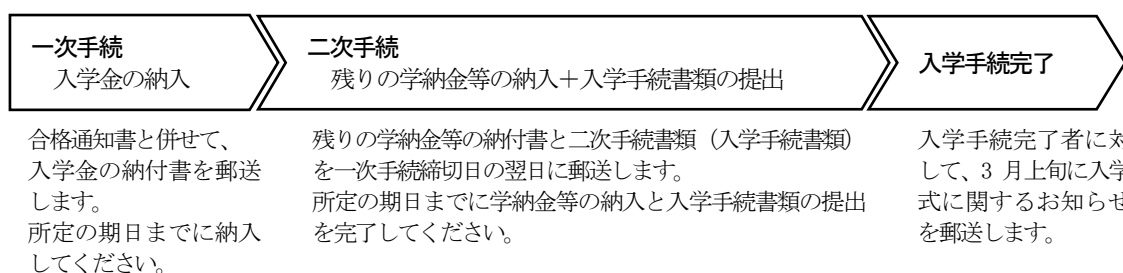 一次手続
入学金の納入
二次手続
残りの学納金等の納入+入学手続書類の提出
入学手続完了
合格通知書と併せて、
入学金の納付書を郵送
します。
所定の期日までに納入
してください。
残りの学納金等の納付書と二次手続書類（入学手続書類）
を一次手続締切日の翌日に郵送します。
所定の期日までに学納金等の納入と入学手続書類の提出
を完了してください。
入学手続完了者に対
して、3 月上旬に入学
式に関するお知らせ
を郵送します。